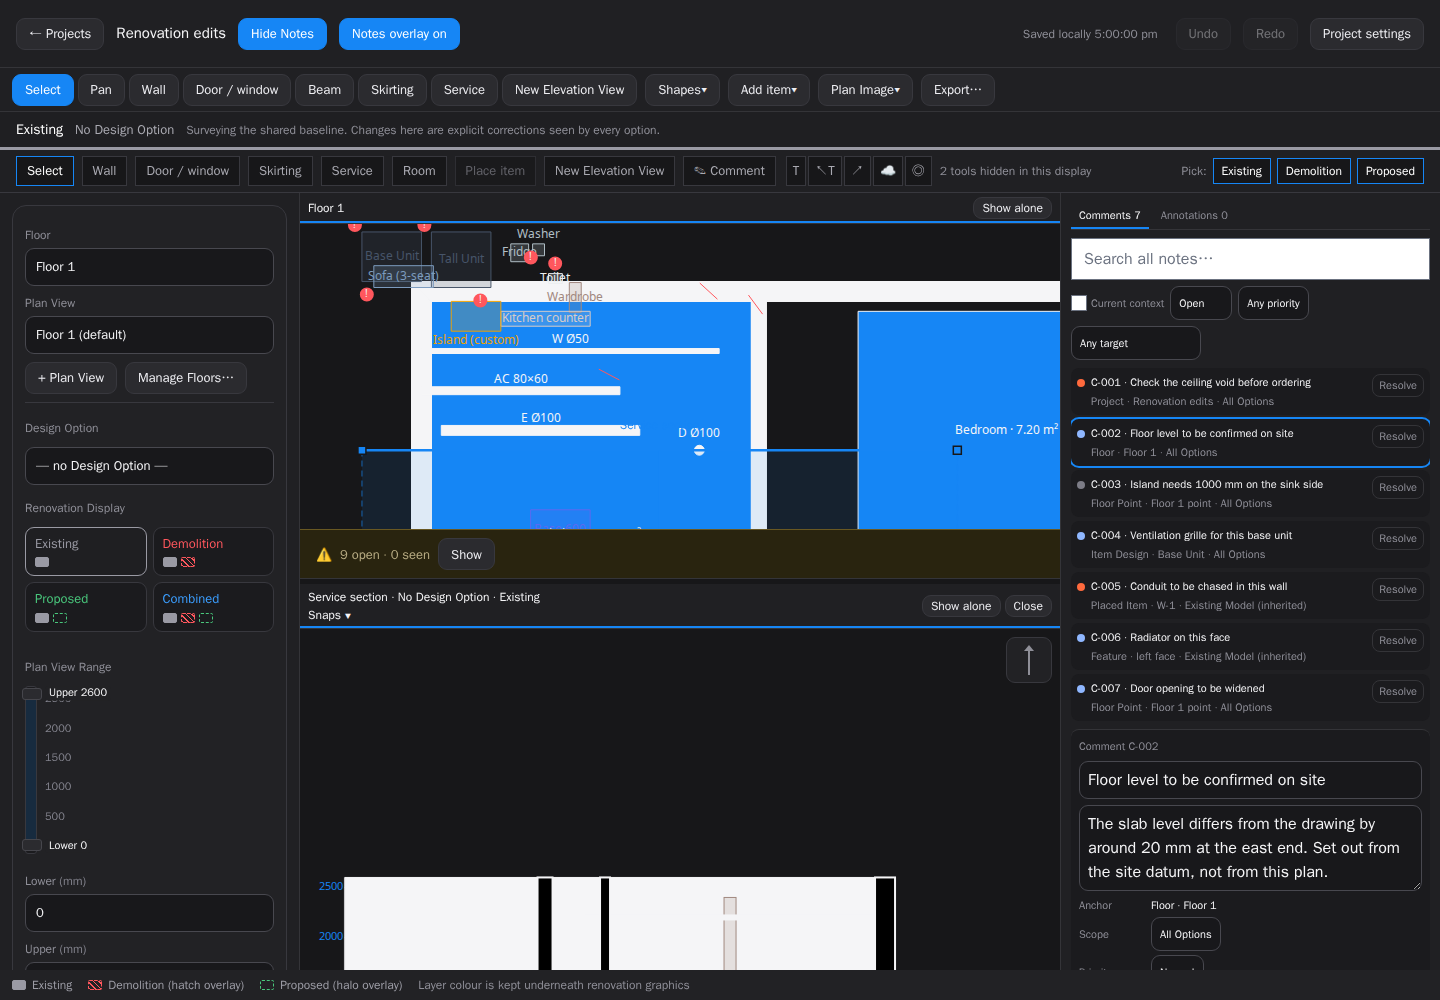 ← Projects
Renovation edits
Hide Notes
Notes overlay on
Saved locally 5:00:00 pm
Undo
Redo
Project settings
Select
Pan
Wall
Door / window
Beam
Skirting
Service
New Elevation View
Shapes▾
Add item▾
Plan Image▾
Export⋯
Existing
No Design Option
Surveying the shared baseline. Changes here are explicit corrections seen by every option.
Select
Wall
Door / window
Skirting
Service
Room
Place item
New Elevation View
✎ Comment
T
↖T
↗
☁️
◎
2 tools hidden in this display
Pick:
Existing
Demolition
Proposed
Floor
Floor 1
Plan View
Floor 1 (default)
+ Plan View
Manage Floors⋯
Design Option
— no Design Option —
Renovation Display
Existing
Demolition
Proposed
Combined
Plan View Range
Upper 2600
2000
1500
1000
500
Lower 0
Lower (mm)
0
Upper (mm)
Floor 1
Show alone
Washer
Base Unit
Tall Unit
Fridge
Sofa (3-seat)
Toilet
Wardrobe
Kitchen counter
Island (custom)
W Ø50
AC 80×60
E Ø100
D Ø100
Bedroom · 7.20 m²
⚠️ 9 open · 0 seen
Show
Service section · No Design Option · Existing
Snaps ▾
Show alone
Close
2500
2000
Comments 7
Annotations 0
Search all notes⋯
Current context
Open
Any priority
Any target
C-001 · Check the ceiling void before ordering
Project · Renovation edits · All Options
Resolve
C-002 · Floor level to be confirmed on site
Floor · Floor 1 · All Options
Resolve
C-003 · Island needs 1000 mm on the sink side
Floor Point · Floor 1 point · All Options
Resolve
C-004 · Ventilation grille for this base unit
Item Design · Base Unit · All Options
Resolve
C-005 · Conduit to be chased in this wall
Placed Item · W-1 · Existing Model (inherited)
Resolve
C-006 · Radiator on this face
Feature · left face · Existing Model (inherited)
Resolve
C-007 · Door opening to be widened
Floor Point · Floor 1 point · All Options
Resolve
Comment C-002
Floor level to be confirmed on site
The slab level differs from the drawing by
around 20 mm at the east end. Set out from
the site datum, not from this plan.
Anchor
Floor · Floor 1
Scope
All Options
Existing
Demolition (hatch overlay)
Proposed (halo overlay)
Layer colour is kept underneath renovation graphics